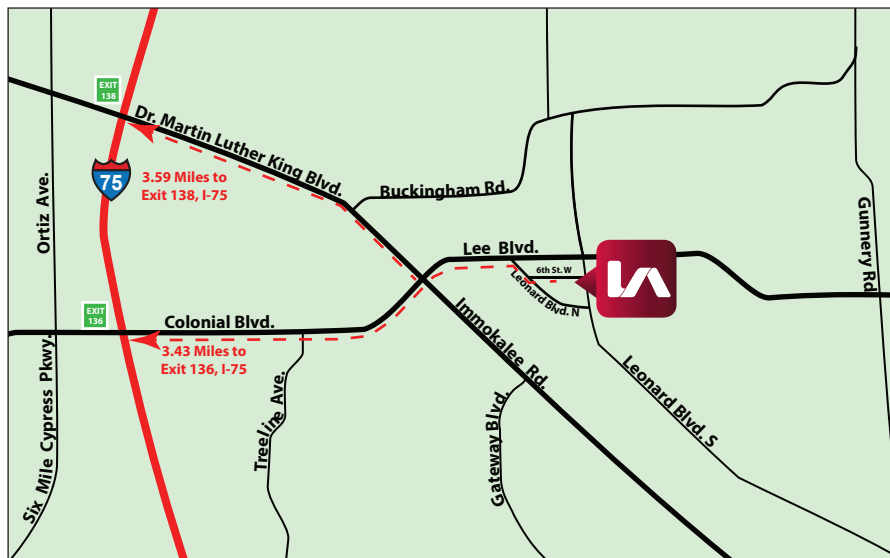 EXIT
138
Dr. Martin Luther King Blvd.
75
3.59 Miles to
Exit 138, I-75
Ortiz Ave.
Buckingham Rd.
Gunnery Rd
Lee Blvd.
6th St. W
Leonard Blvd. N
EXIT
136
Colonial Blvd.
3.43 Miles to
Exit 136, I-75
Immokalee Rd.
Leonard Blvd. S
Treeline Ave.
Gateway Blvd.
Six Mile Cypress Pkwy.